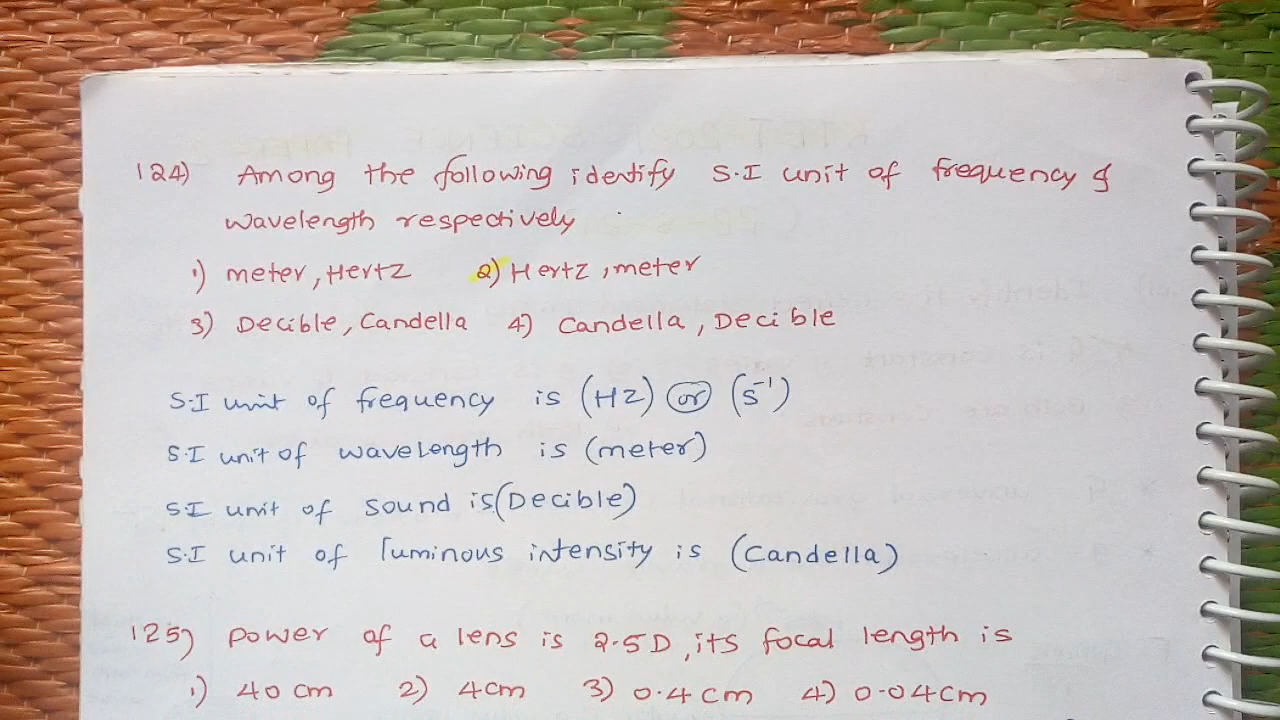 124) Among the following identify S.I unit of frequency &
wavelength respectively
1) meter, Hertz 2) Hertz, meter
3) Decible, Candella 4) Candella, Decible
S.I unit of frequency is (HZ) or (s⁻¹)
S.I unit of wavelength is (meter)
S.I unit of sound is (Decible)
S.I unit of luminous intensity is (Candella)
125) Power of a lens is 2.5D, its focal length is
1) 40 cm 2) 4cm 3) 0.4cm 4) 0.04cm